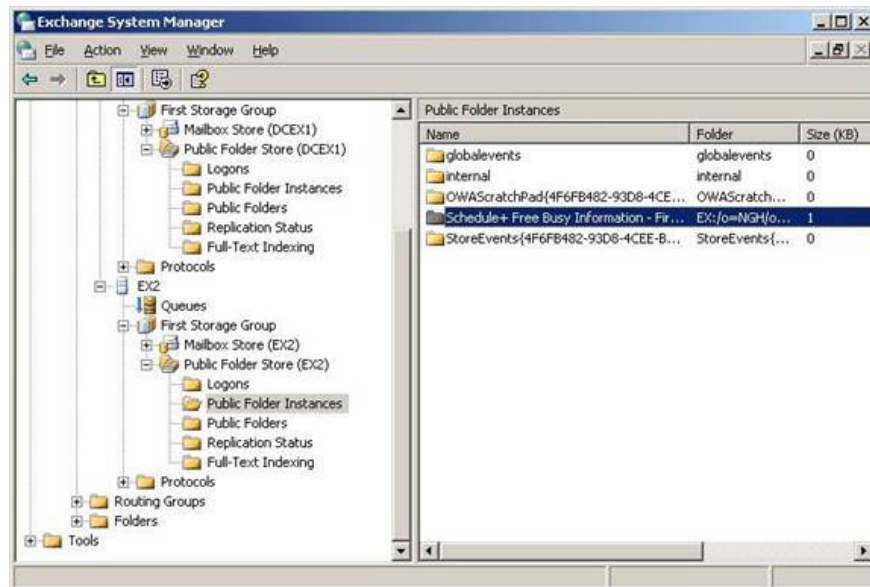 Exchange System Manager
File Action View Window Help
First Storage Group
Mailbox Store (DCEX1)
Public Folder Store (DCEX1)
Logons
Public Folder Instances
Public Folders
Replication Status
Full-Text Indexing
Protocols
EX2
Queues
First Storage Group
Mailbox Store (EX2)
Public Folder Store (EX2)
Logons
Public Folder Instances
Public Folders
Replication Status
Full-Text Indexing
Protocols
Routing Groups
Folders
Tools
Public Folder Instances
Name Folder Size (KB)
globalevents globalevents 0
internal internal 0
OWAScratchPad{4F6FB482-93D8-4CE... OWAScratch... 0
Schedule+ Free Busy Information - Fir... EX:/o=NGH/o... 1
StoreEvents{4F6FB482-93D8-4CEE-B... StoreEvents{... 0